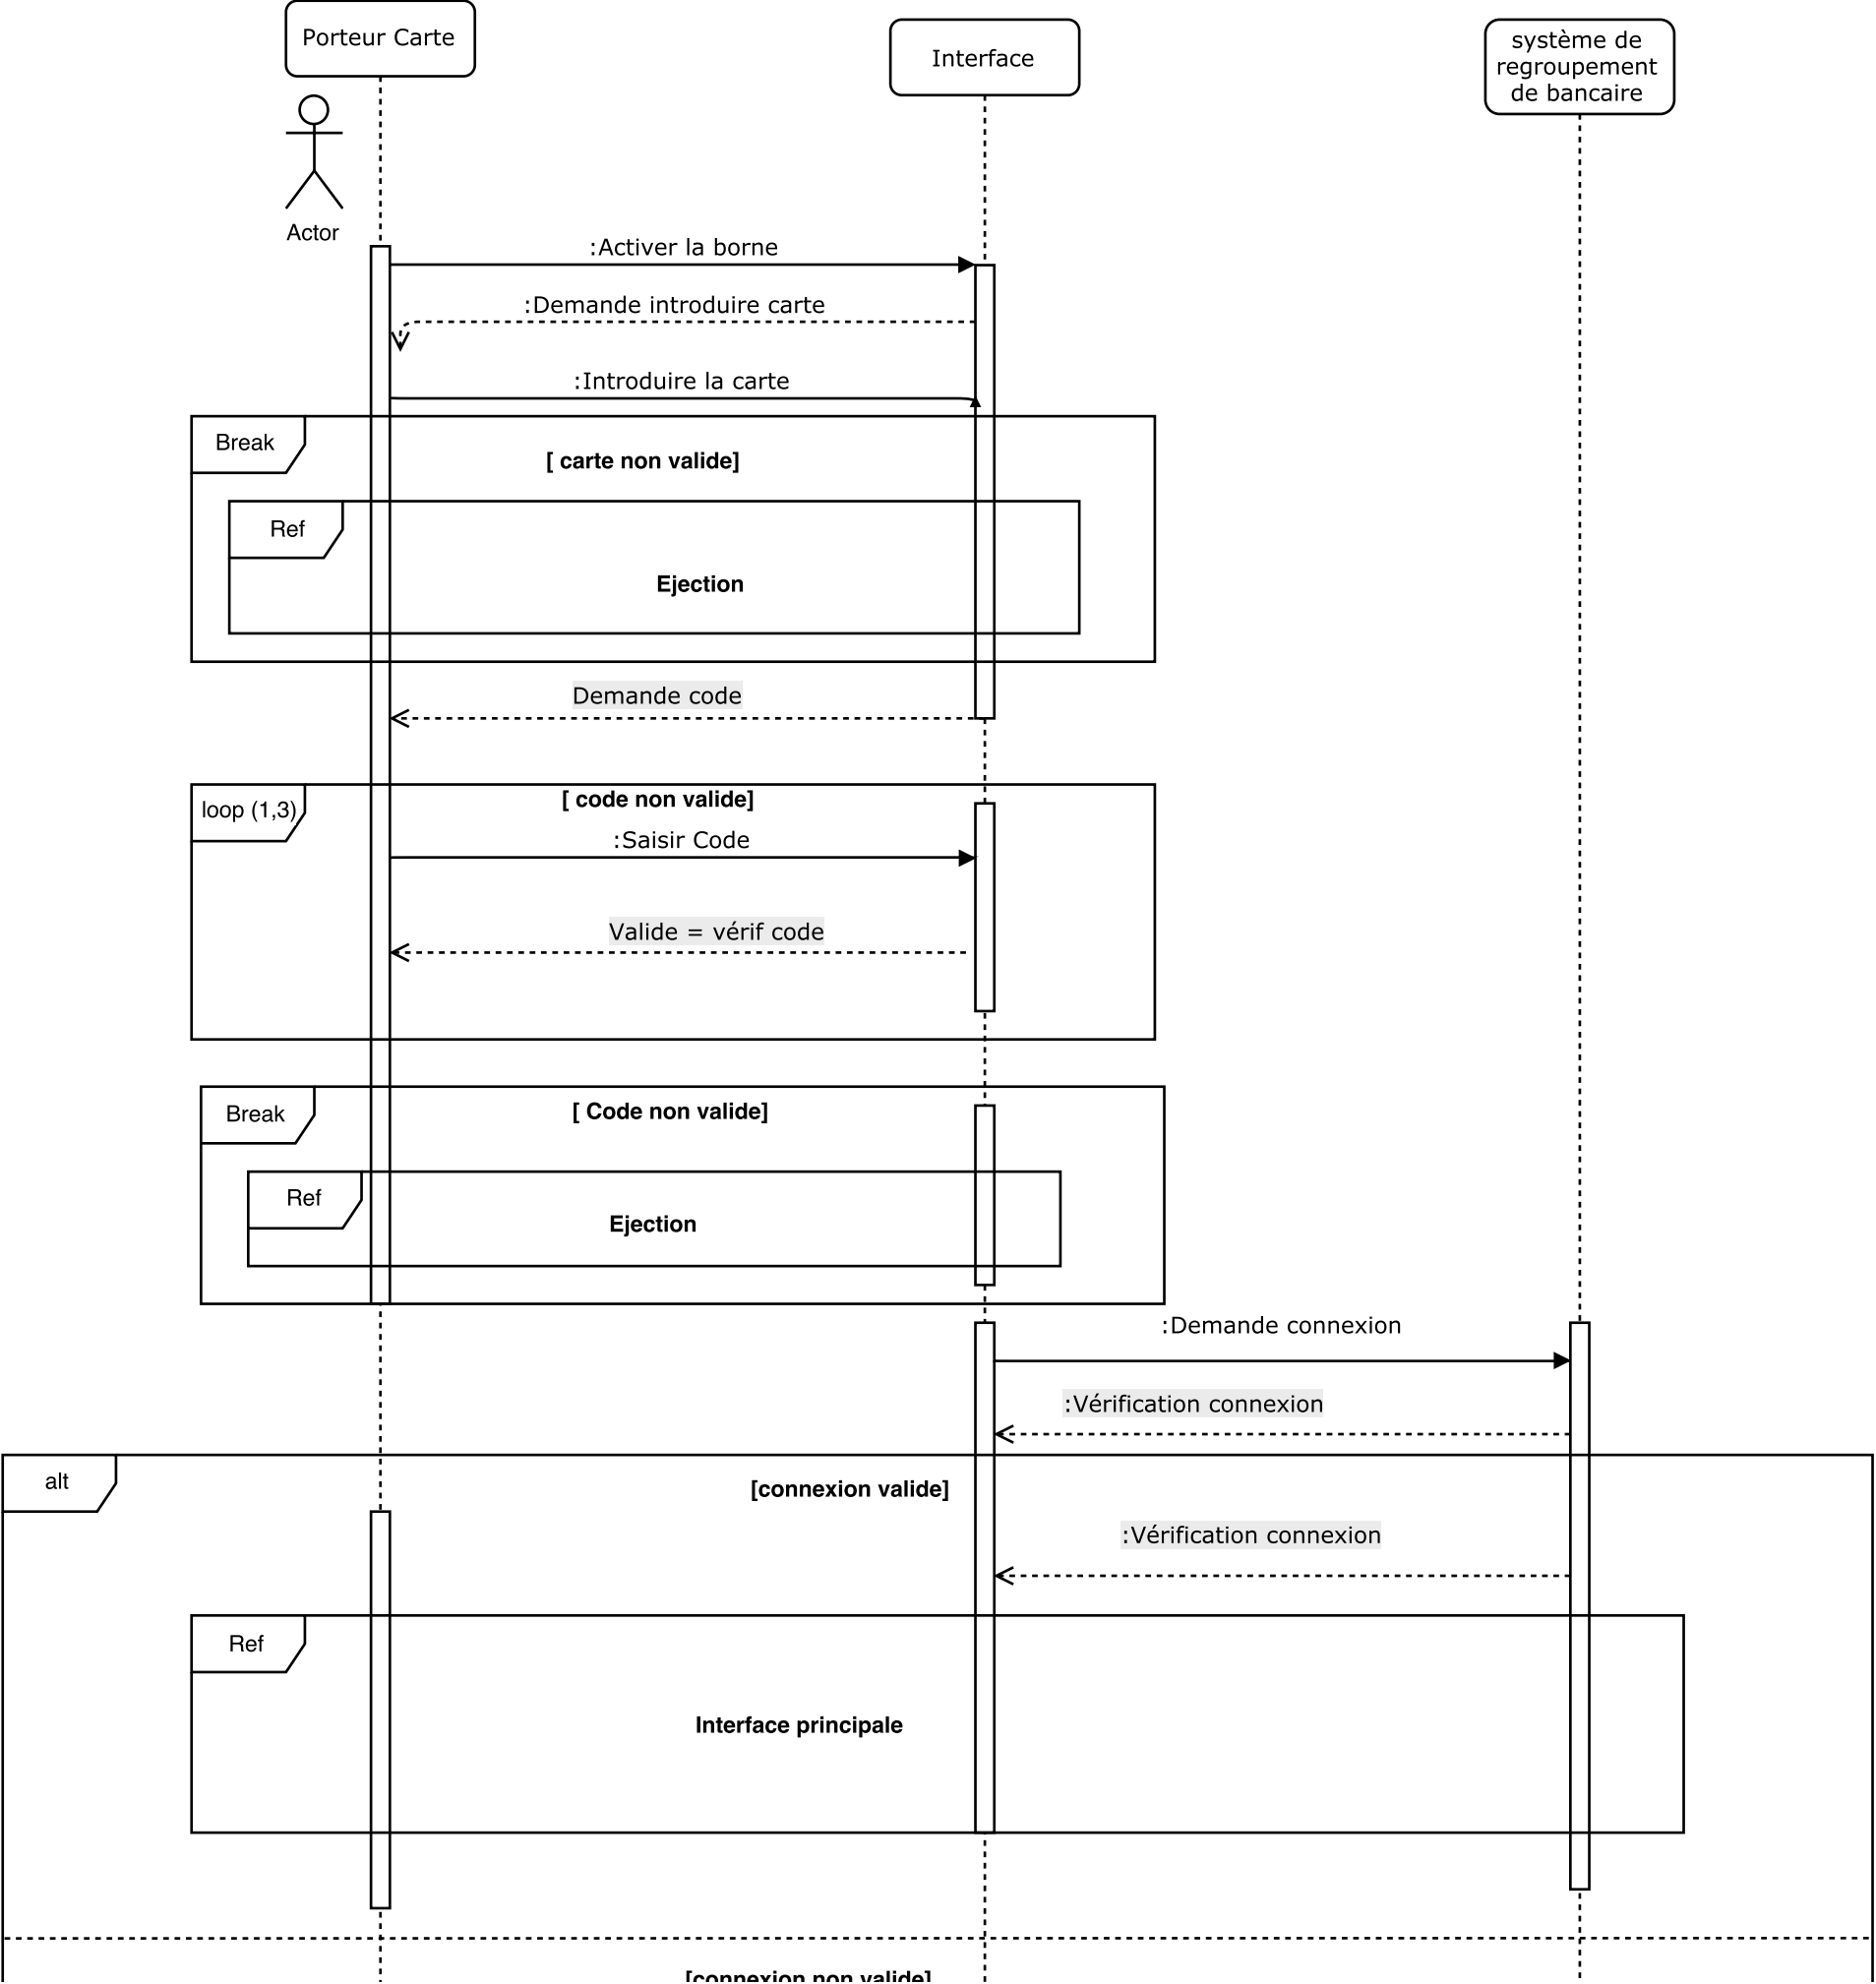 Porteur Carte
Interface
système de
regroupement
de bancaire
Actor
:Activer la borne
:Demande introduire carte
:Introduire la carte
Break
[ carte non valide]
Ref
Ejection
Demande code
loop (1,3)
[ code non valide]
:Saisir Code
Valide = vérif code
Break
[ Code non valide]
Ref
Ejection
:Demande connexion
:Vérification connexion
alt
[connexion valide]
:Vérification connexion
Ref
Interface principale
[connexion non valide]